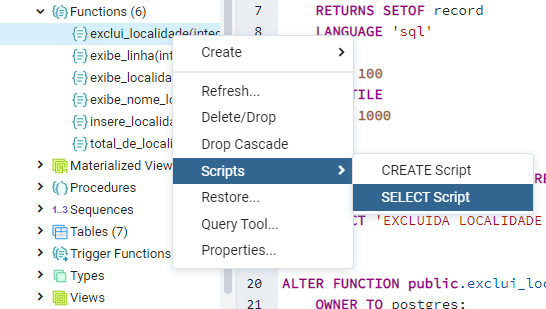 Functions (6)
exclui_localidade(integ
exibe_linha(int
exibe_localida
exibe_nome_lo
insere_localida
total_de_locali
Materialized View
Procedures
Sequences
1..3
Tables (7)
Trigger Functions
Types
Views
Create
Refresh...
Delete/Drop
Drop Cascade
Scripts
Restore...
Query Tool...
Properties...
CREATE Script
SELECT Script
7 RETURNS SETOF record
8 LANGUAGE 'sql'
100
TILE
1000
RE
CT 'EXCLUIDA LOCALIDADE
20 ALTER FUNCTION public.exclui_loc
21 OWNER TO postgres;